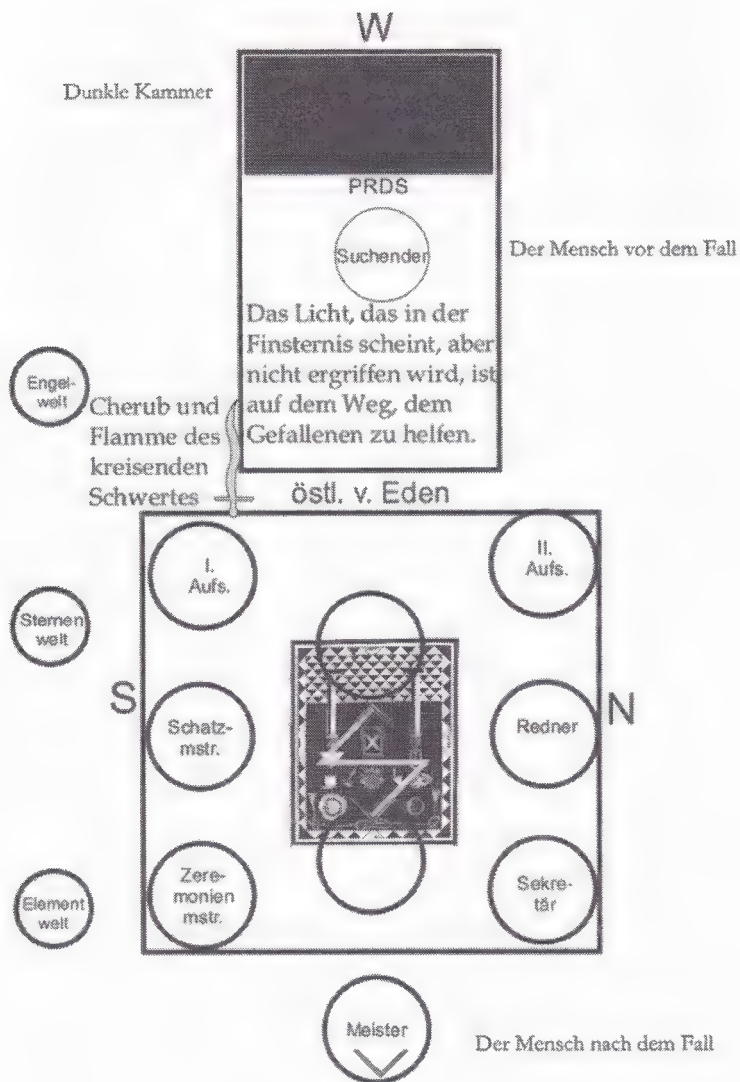 W
Dunkle Kammer
PRDS
Suchender
Der Mensch vor dem Fall
Das Licht, das in der
Finsternis scheint, aber
nicht ergriffen wird, ist
auf dem Weg, dem
Gefallenen zu helfen.
Engel-
welt
Cherub und
Flamme des
kreisenden
Schwertes
östl. v. Eden
I.
Aufs.
II.
Aufs.
Sternen
welt
S
Schatz-
mstr.
Redner
N
Element
welt
Zere-
monien
mstr.
Sekre-
tär
Meister
Der Mensch nach dem Fall